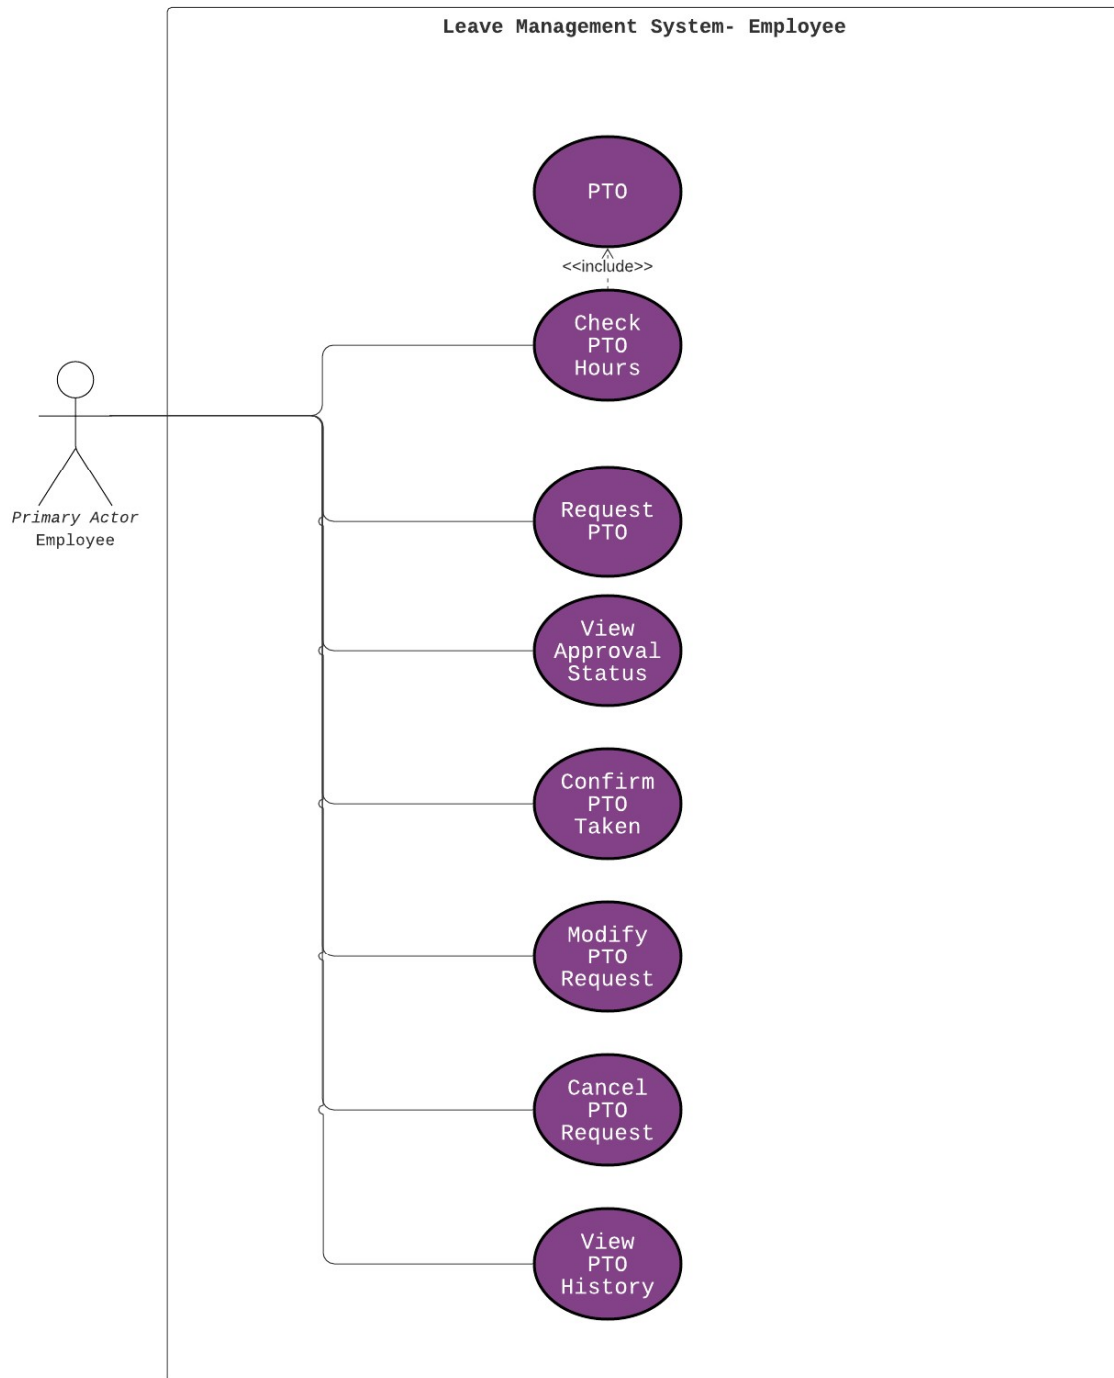 Leave Management System- Employee
PTO
<<include>>
Check
PTO
Hours
Primary Actor
Employee
Request
PTO
View
Approval
Status
Confirm
PTO
Taken
Modify
PTO
Request
Cancel
PTO
Request
View
PTO
History